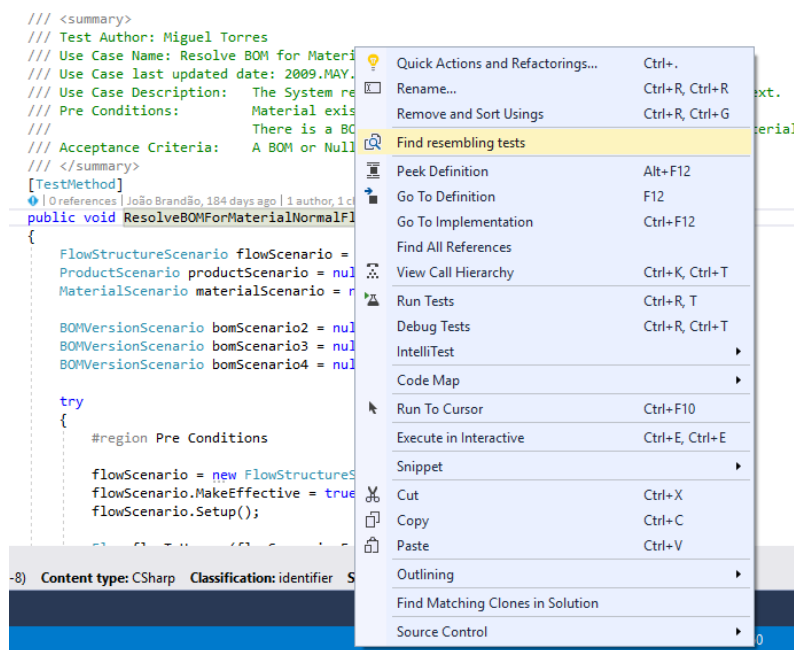 /// <summary>
/// Test Author: Miguel Torres
/// Use Case Name: Resolve BOM for Materi
/// Use Case last updated date: 2009.MAY.
/// Use Case Description:   The System re
ext.
/// Pre Conditions:         Material exis
///                         There is a BO
terial
/// Acceptance Criteria:    A BOM or Null
/// </summary>
[TestMethod]
0 references | João Brandão, 184 days ago | 1 author, 1 c
public void ResolveBOMForMaterialNormalFl
{
FlowStructureScenario flowScenario =
ProductScenario productScenario = nul
MaterialScenario materialScenario = n
BOMVersionScenario bomScenario2 = nul
BOMVersionScenario bomScenario3 = nul
BOMVersionScenario bomScenario4 = nul
try
{
#region Pre Conditions
flowScenario = new FlowStructureS
flowScenario.MakeEffective = true
flowScenario.Setup();
-8)  Content type: CSharp  Classification: identifier  S
Quick Actions and Refactorings...  Ctrl+.
Rename...  Ctrl+R, Ctrl+R
Remove and Sort Usings  Ctrl+R, Ctrl+G
Find resembling tests
Peek Definition  Alt+F12
Go To Definition  F12
Go To Implementation  Ctrl+F12
Find All References
View Call Hierarchy  Ctrl+K, Ctrl+T
Run Tests  Ctrl+R, T
Debug Tests  Ctrl+R, Ctrl+T
IntelliTest
Code Map
Run To Cursor  Ctrl+F10
Execute in Interactive  Ctrl+E, Ctrl+E
Snippet
Cut  Ctrl+X
Copy  Ctrl+C
Paste  Ctrl+V
Outlining
Find Matching Clones in Solution
Source Control
0